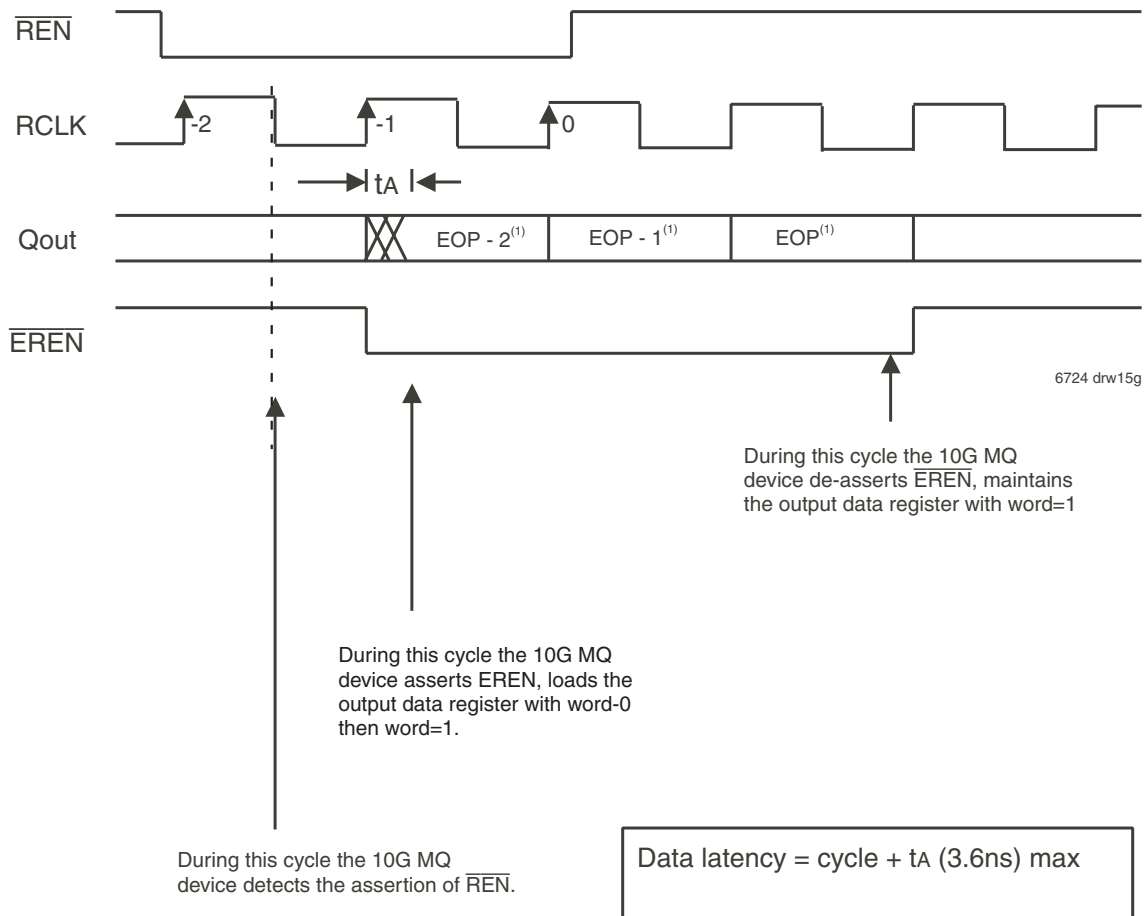 REN
RCLK
-2
-1
0
tA
Qout
EOP - 2(1)
EOP - 1(1)
EOP(1)
EREN
6724 drw15g
During this cycle the 10G MQ
device de-asserts EREN, maintains
the output data register with word=1
During this cycle the 10G MQ
device asserts EREN, loads the
output data register with word-0
then word=1.
During this cycle the 10G MQ
device detects the assertion of REN.
Data latency = cycle + tA (3.6ns) max